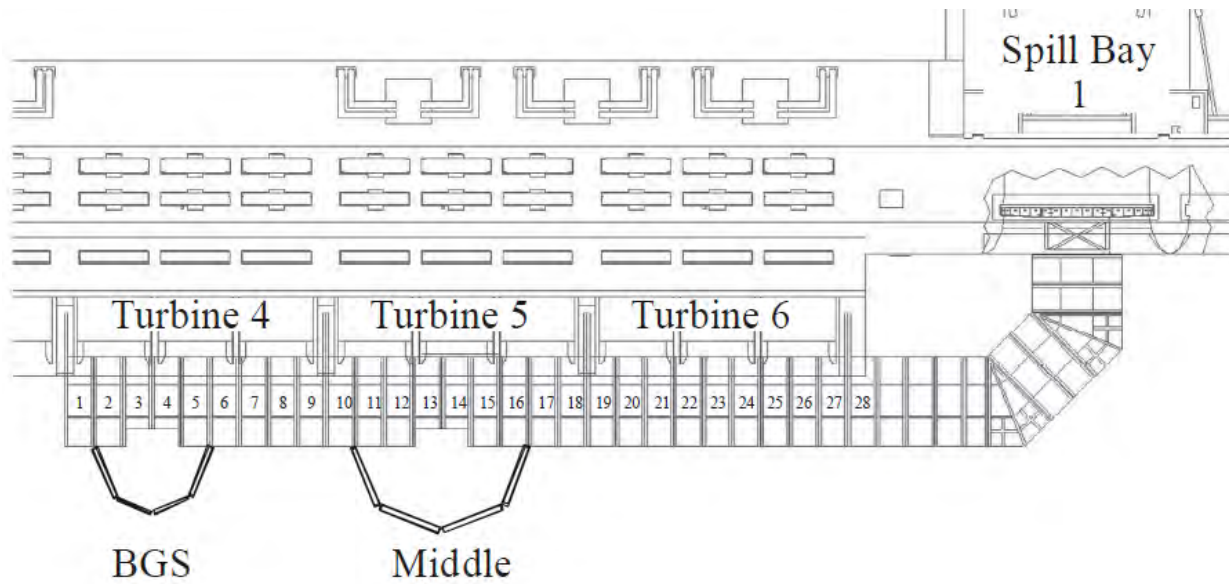 Spill Bay
1
Turbine 4 Turbine 5 Turbine 6
1 2 3 4 5 6 7 8 9 10 11 12 13 14 15 16 17 18 19 20 21 22 23 24 25 26 27 28
BGS Middle